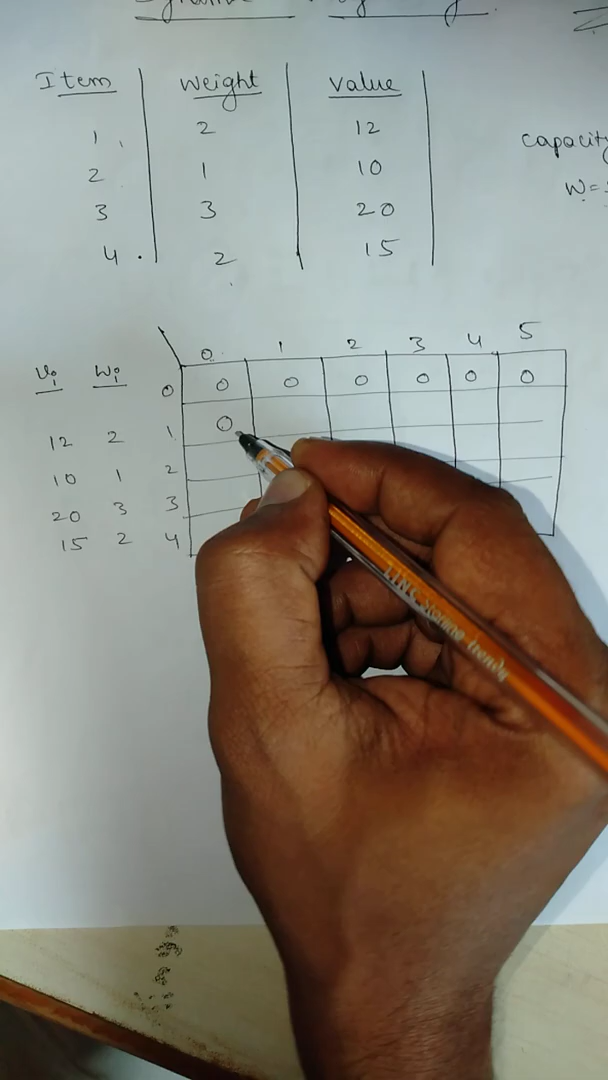 Item Weight Value
1 2 12
2 1 10
3 3 20
4 2 15
capacity
W=
0 1 2 3 4 5
vi wi
0 0 0 0 0 0 0
12 2 1 0
10 1 2
20 3 3
15 2 4
LINC